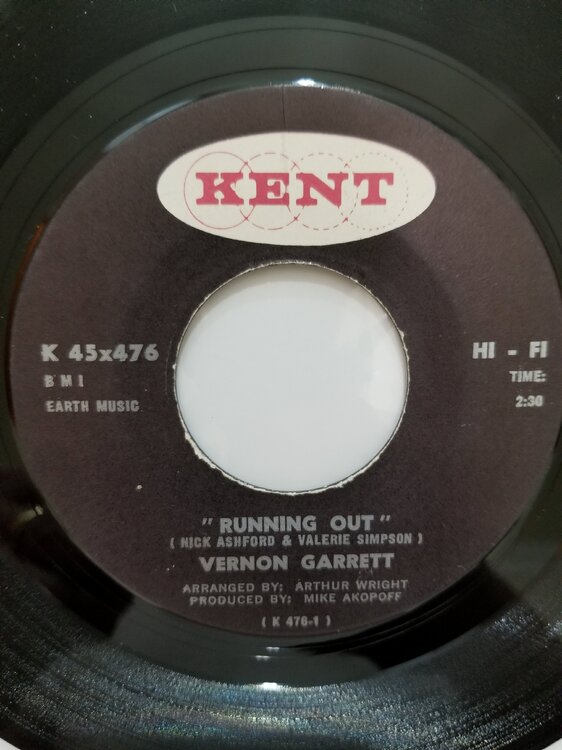 KENT
K 45x476
B M I
EARTH MUSIC
HI - FI
TIME:
2:30
" RUNNING OUT "
( NICK ASHFORD & VALERIE SIMPSON )
VERNON GARRETT
ARRANGED BY: ARTHUR WRIGHT
PRODUCED BY: MIKE AKOPOFF
( K 476-1 )